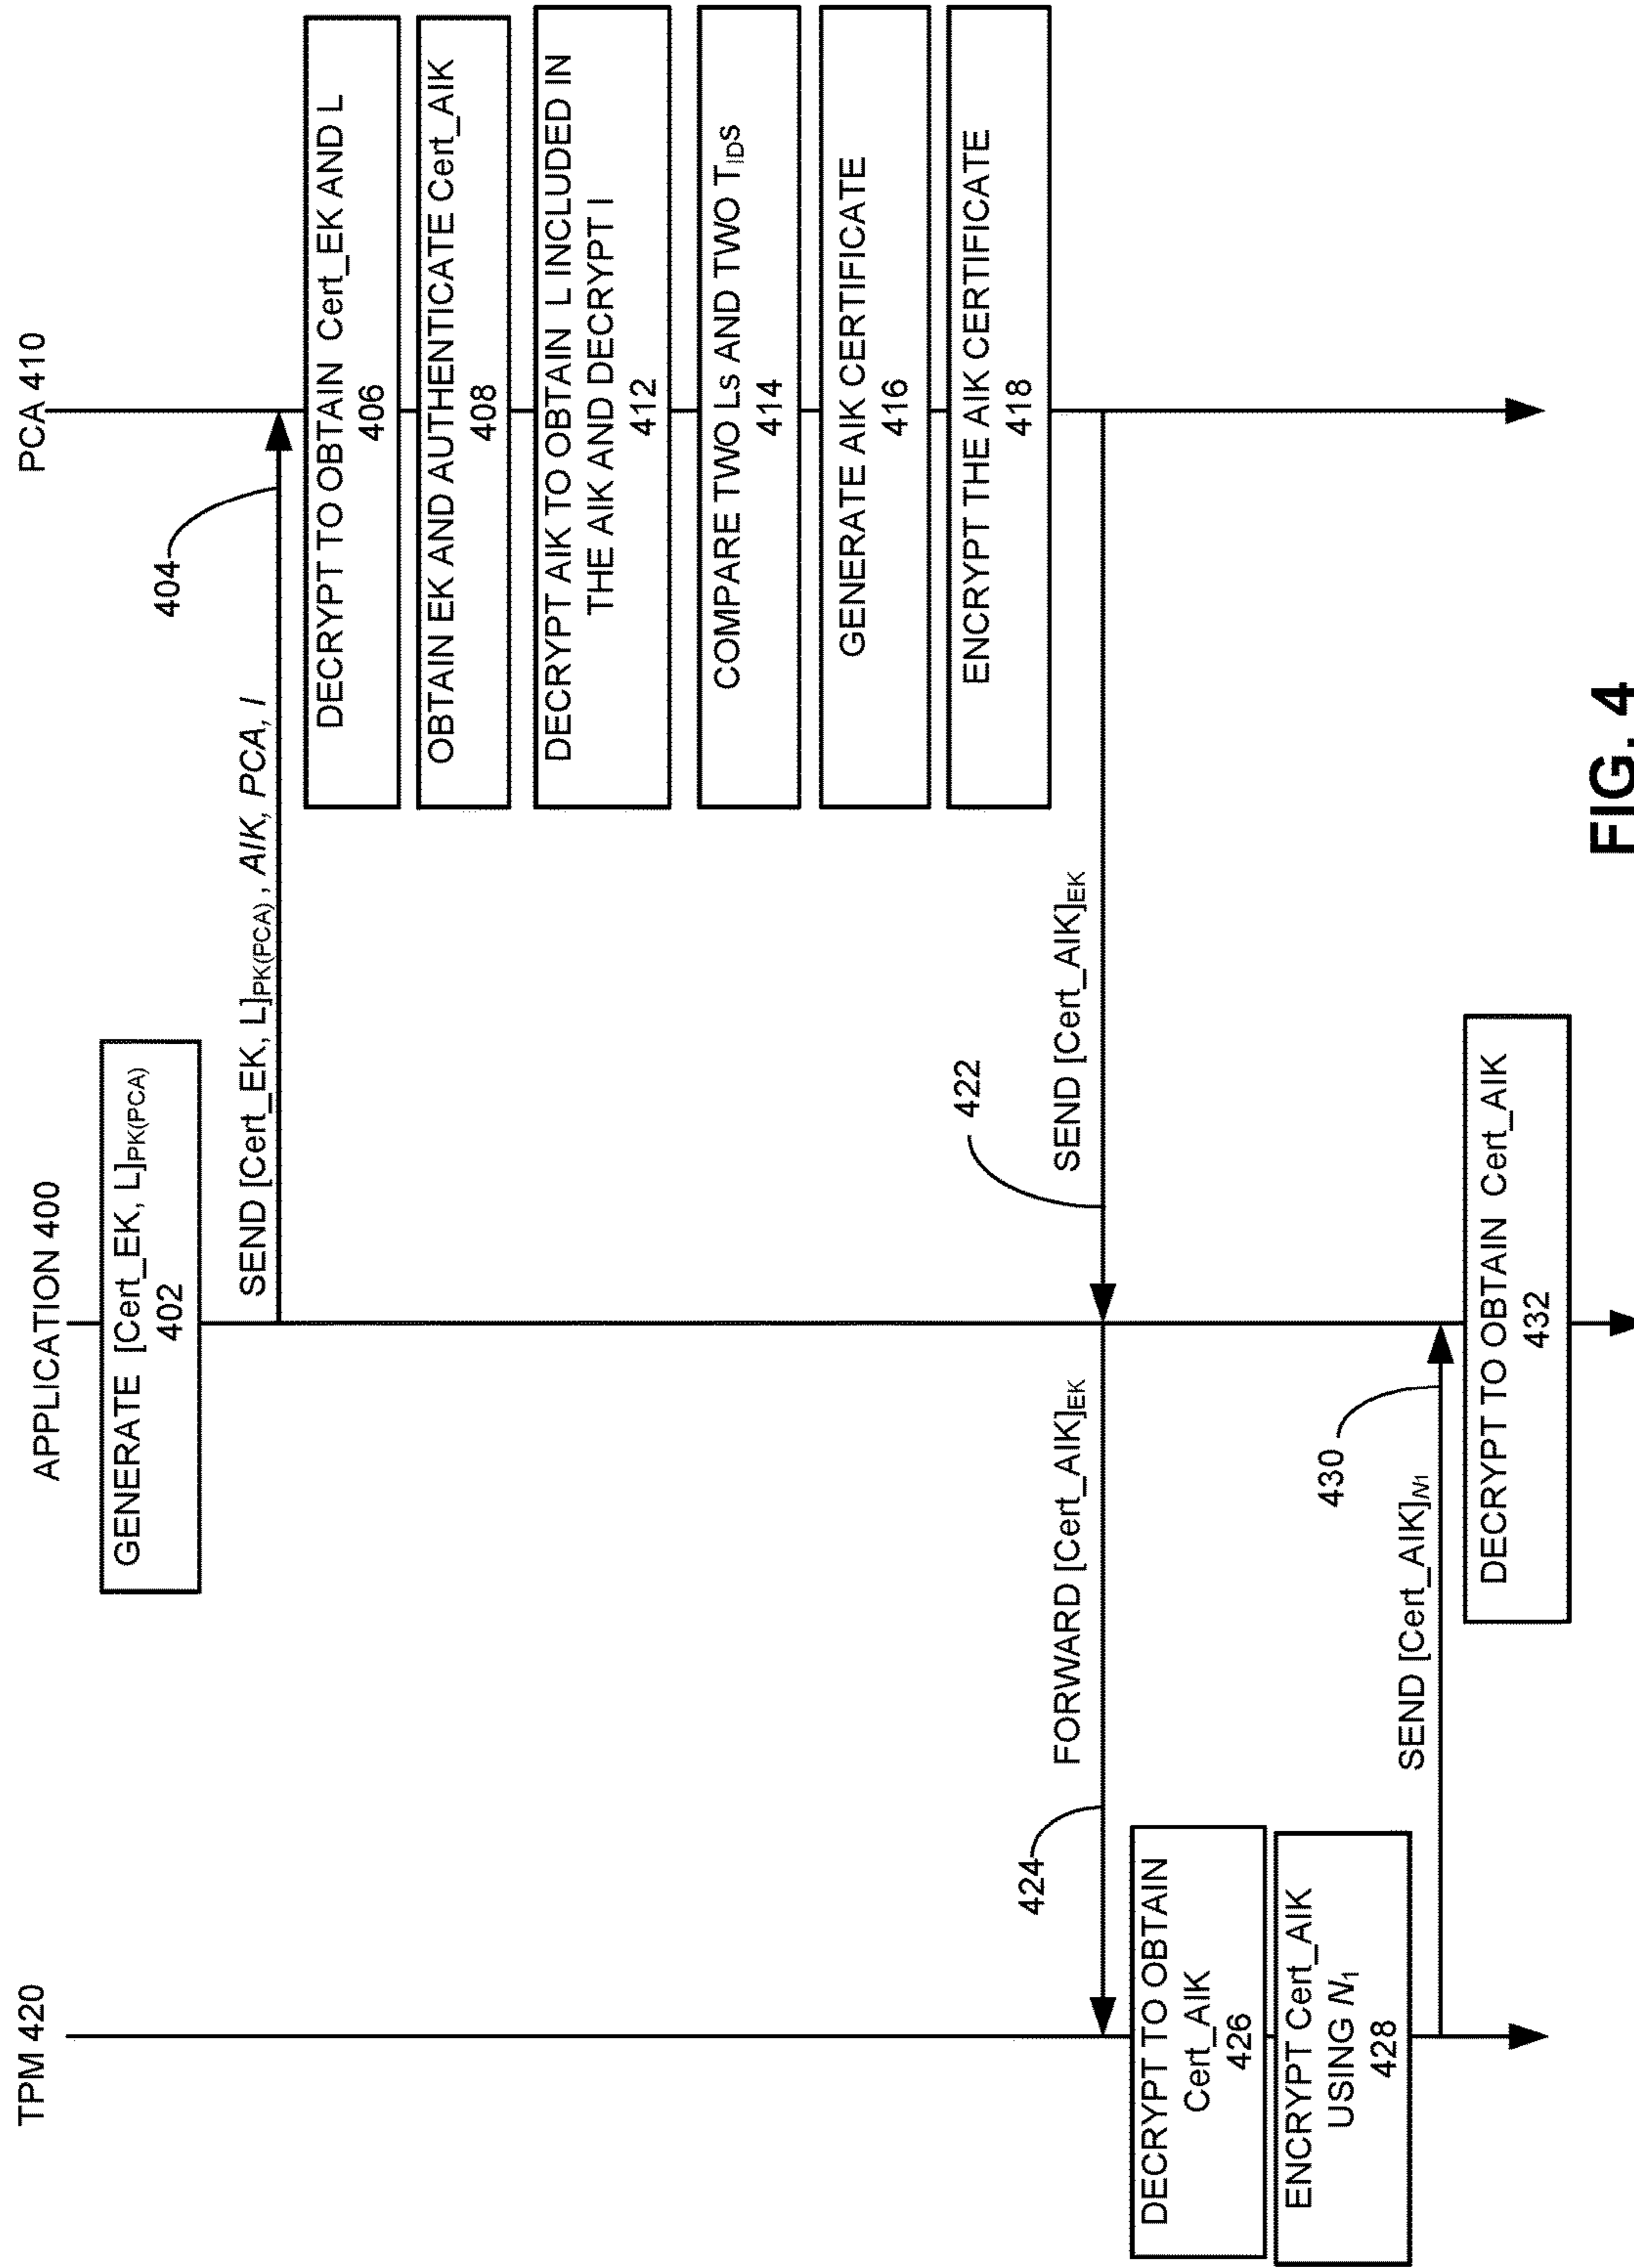 TPM 420
APPLICATION 400
PCA 410
GENERATE [Cert_EK, L]PK(PCA)
402
SEND [Cert_EK, L]PK(PCA), AIK, PCA, I
404
DECRYPT TO OBTAIN Cert_EK AND L
406
OBTAIN EK AND AUTHENTICATE Cert_AIK
408
DECRYPT AIK TO OBTAIN L INCLUDED IN
THE AIK AND DECRYPT I
412
COMPARE TWO Ls AND TWO TIDS
414
GENERATE AIK CERTIFICATE
416
ENCRYPT THE AIK CERTIFICATE
418
SEND [Cert_AIK]EK
422
FORWARD [Cert_AIK]EK
424
DECRYPT TO OBTAIN
Cert_AIK
426
ENCRYPT Cert_AIK
USING N1
428
SEND [Cert_AIK]N1
430
DECRYPT TO OBTAIN Cert_AIK
432
FIG. 4